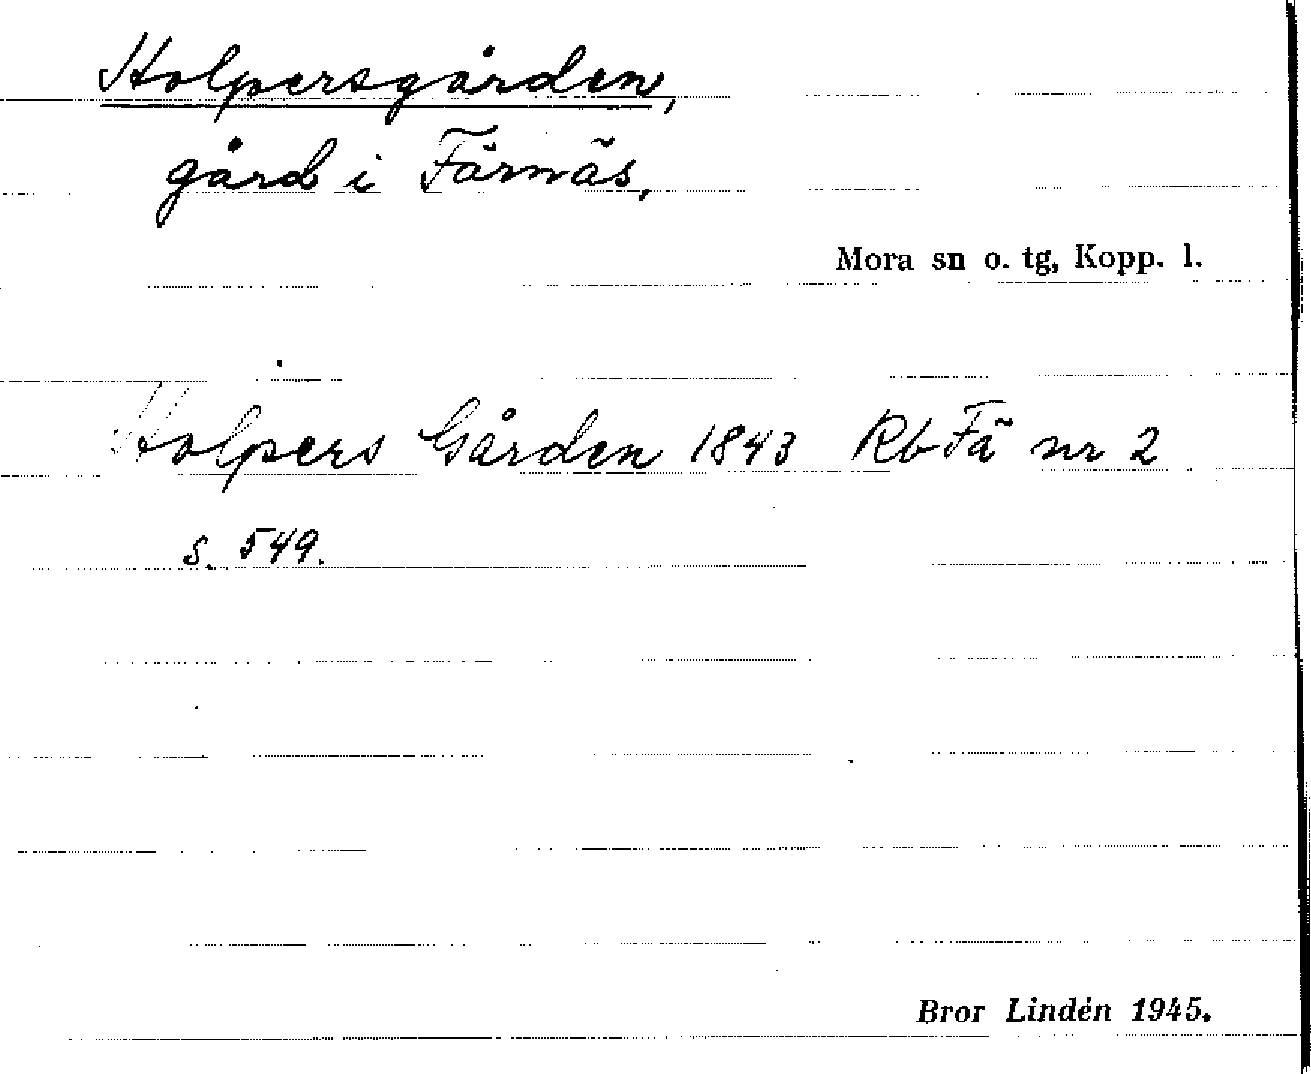 Holpersgården,
gård i Färnäs,
Mora sn o. tg, Kopp. l.
Holpers Gården 1843 Rb Fä nr 2
s. 549.
Bror Lindén 1945.